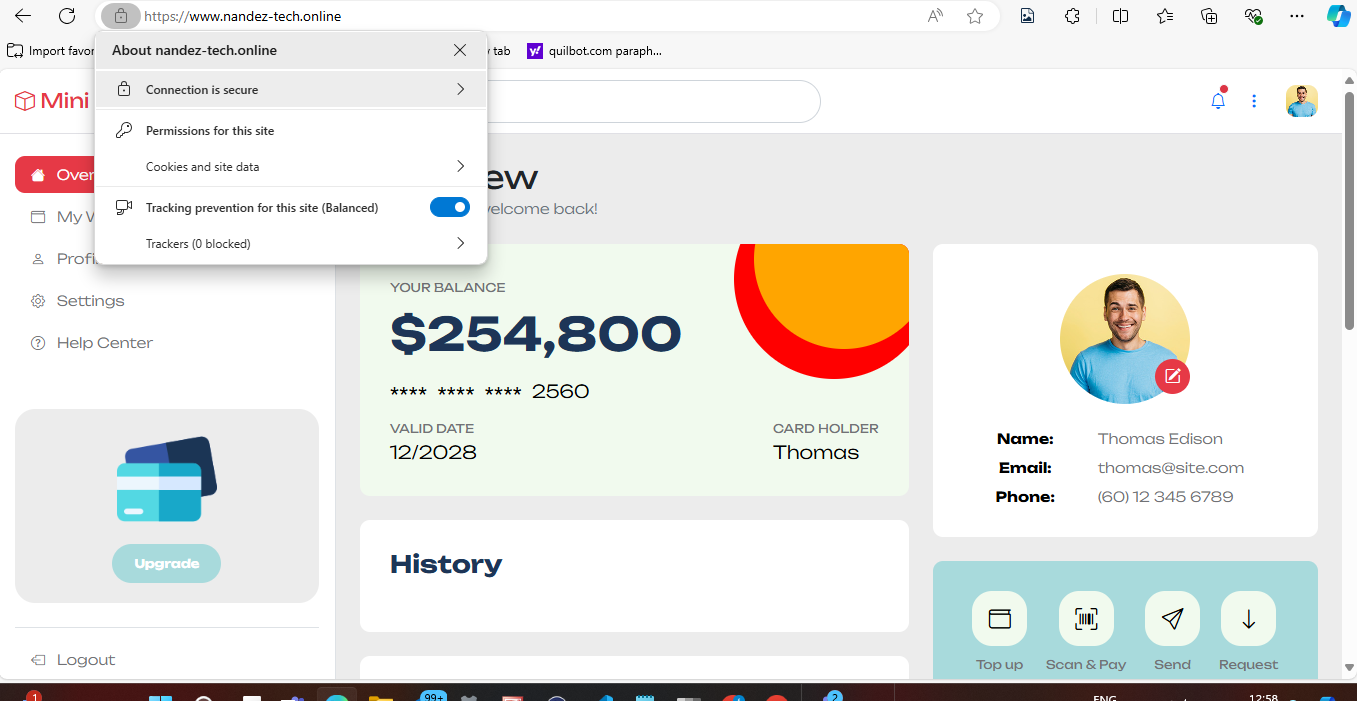 https://www.nandez-tech.online
Import favor
tab
quilbot.com paraph...
About nandez-tech.online
Connection is secure
Permissions for this site
Cookies and site data
Tracking prevention for this site (Balanced)
Trackers (0 blocked)
Mini
Over
My W
Profi
Settings
Help Center
Upgrade
Logout
ew
elcome back!
YOUR BALANCE
$254,800
**** **** **** 2560
VALID DATE
CARD HOLDER
12/2028
Thomas
History
Name: Thomas Edison
Email: thomas@site.com
Phone: (60) 12 345 6789
Top up
Scan & Pay
Send
Request
1
99+
2
ENG
12:58